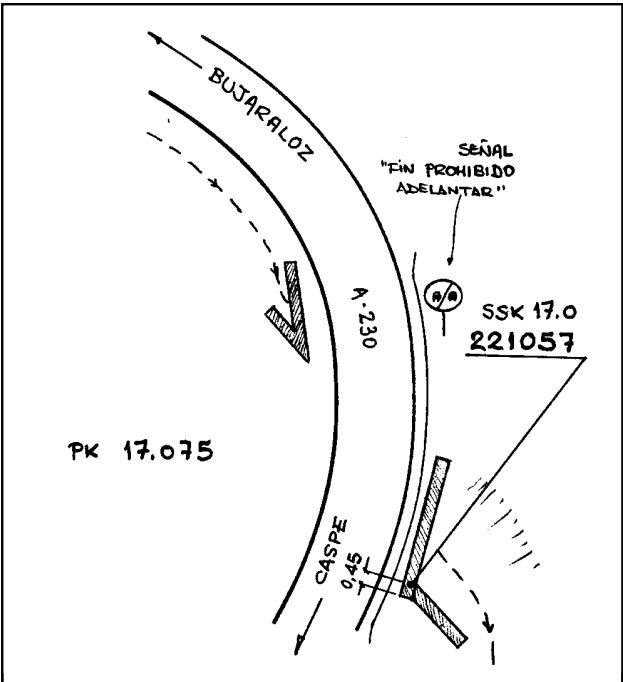 BUJARALOZ
SEÑAL
"FIN PROHIBIDO
ADELANTAR"
A-230
SSK 17.0
221057
PK 17.075
CASPE
0,45